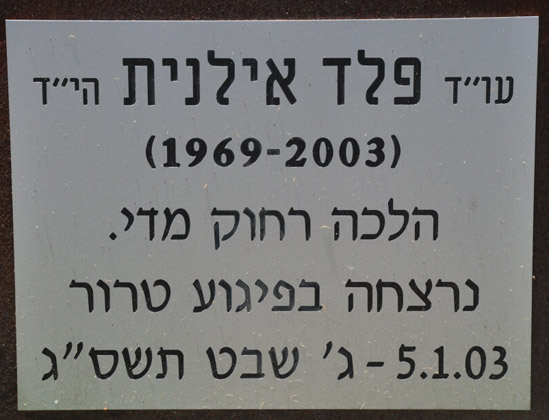 עו״ד פלד אילנית הי״ד
(1969-2003)
הלכה רחוק מדי.
נרצחה בפיגוע טרור
5.1.03 - ג׳ שבט תשס״ג